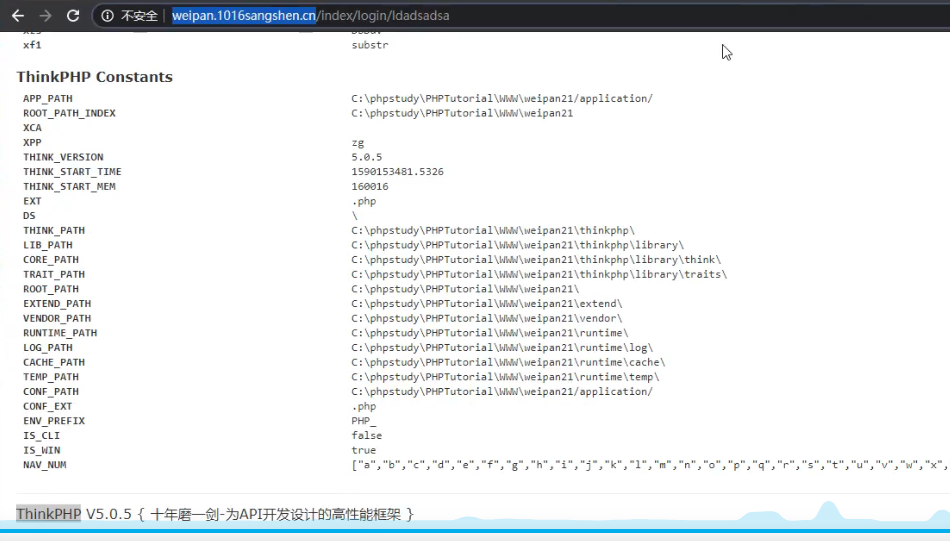 不安全 | weipan.1016sangshen.cn/index/login/ldadsadsa
xf1 substr
ThinkPHP Constants
APP_PATH C:\phpstudy\PHPTutorial\WWW\weipan21/application/
ROOT_PATH_INDEX C:\phpstudy\PHPTutorial\WWW\weipan21
XCA
XPP zg
THINK_VERSION 5.0.5
THINK_START_TIME 1590153481.5326
THINK_START_MEM 160016
EXT .php
DS \
THINK_PATH C:\phpstudy\PHPTutorial\WWW\weipan21\thinkphp\
LIB_PATH C:\phpstudy\PHPTutorial\WWW\weipan21\thinkphp\library\
CORE_PATH C:\phpstudy\PHPTutorial\WWW\weipan21\thinkphp\library\think\
TRAIT_PATH C:\phpstudy\PHPTutorial\WWW\weipan21\thinkphp\library\traits\
ROOT_PATH C:\phpstudy\PHPTutorial\WWW\weipan21\
EXTEND_PATH C:\phpstudy\PHPTutorial\WWW\weipan21\extend\
VENDOR_PATH C:\phpstudy\PHPTutorial\WWW\weipan21\vendor\
RUNTIME_PATH C:\phpstudy\PHPTutorial\WWW\weipan21\runtime\
LOG_PATH C:\phpstudy\PHPTutorial\WWW\weipan21\runtime\log\
CACHE_PATH C:\phpstudy\PHPTutorial\WWW\weipan21\runtime\cache\
TEMP_PATH C:\phpstudy\PHPTutorial\WWW\weipan21\runtime\temp\
CONF_PATH C:\phpstudy\PHPTutorial\WWW\weipan21/application/
CONF_EXT .php
ENV_PREFIX PHP_
IS_CLI false
IS_WIN true
NAV_NUM ["a","b","c","d","e","f","g","h","i","j","k","l","m","n","o","p","q","r","s","t","u","v","w","x",
ThinkPHP V5.0.5 { 十年磨一剑-为API开发设计的高性能框架 }